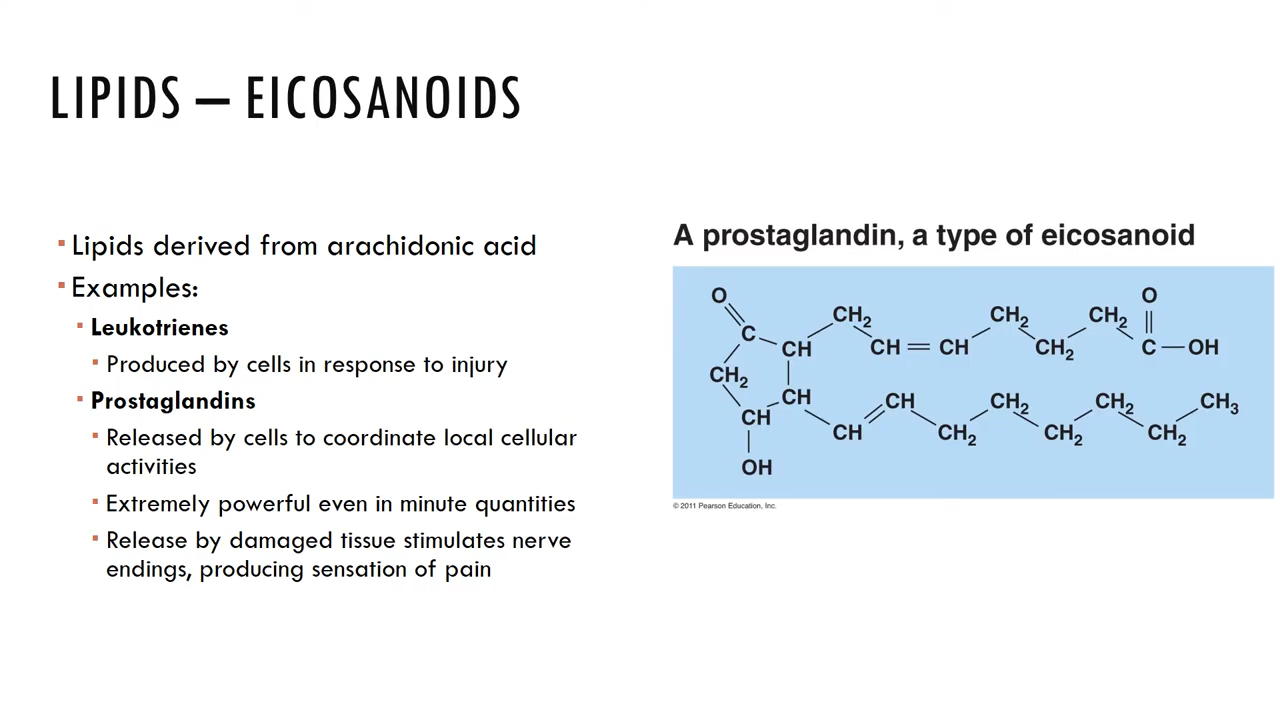 LIPIDS – EICOSANOIDS
▪ Lipids derived from arachidonic acid
▪ Examples:
▪ Leukotrienes
▪ Produced by cells in response to injury
▪ Prostaglandins
▪ Released by cells to coordinate local cellular
activities
▪ Extremely powerful even in minute quantities
▪ Release by damaged tissue stimulates nerve
endings, producing sensation of pain
A prostaglandin, a type of eicosanoid
O CH₂ CH₂ CH₂ O
C CH CH CH CH₂ C OH
CH₂
CH CH CH CH₂ CH₂ CH₃
CH CH₂ CH₂ CH₂
OH
© 2011 Pearson Education, Inc.